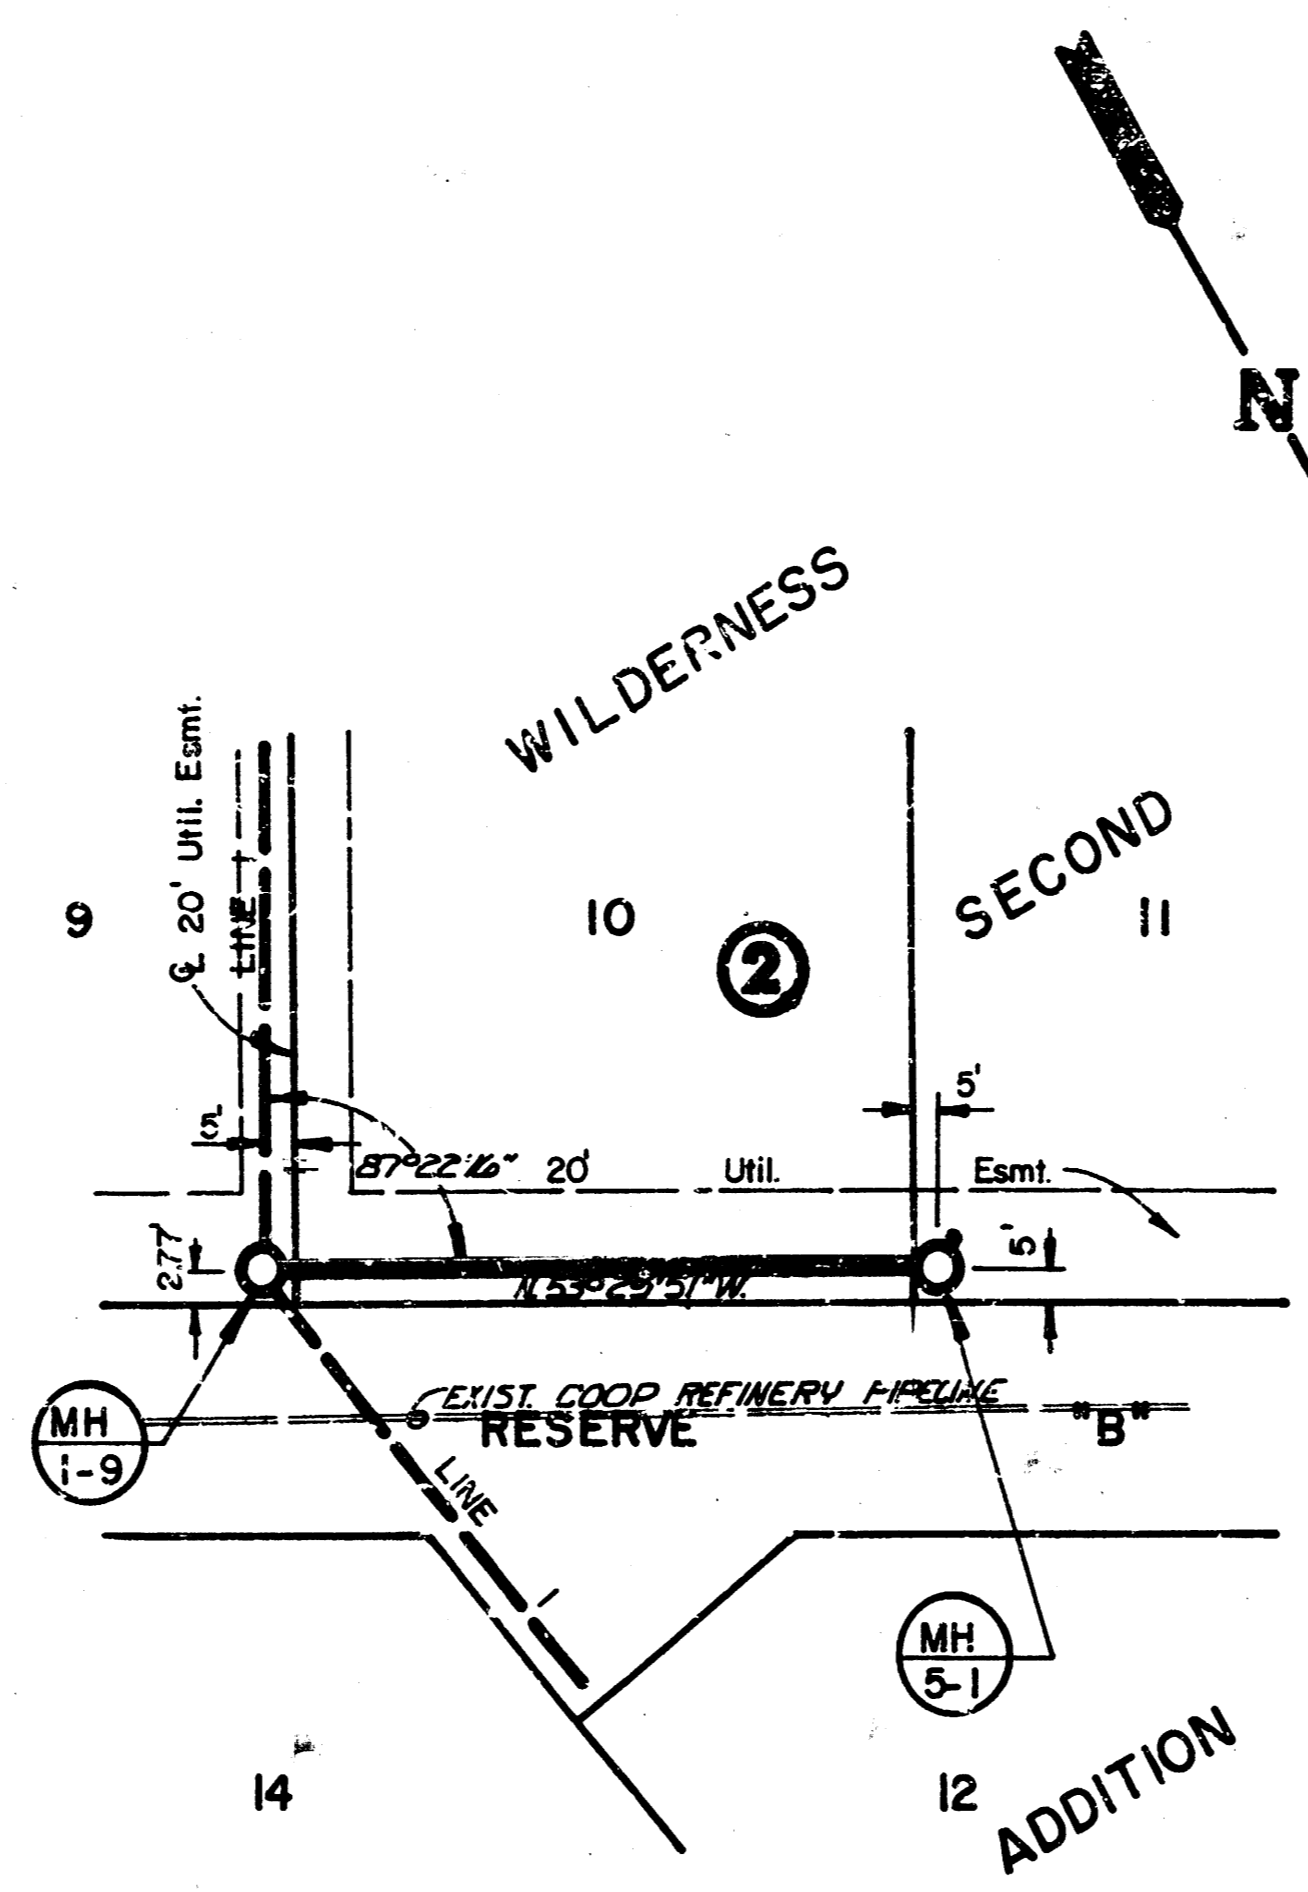 N
WILDERNESS
SECOND
ADDITION
℄ 20' Util. Esmt.
LINE 1
9
10
11
2
5'
5'
87°22'16"
20' Util. Esmt.
2.77
5'
N.53°29'51"W.
EXIST. COOP REFINERY PIPELINE
RESERVE "B"
MH
1-9
LINE 1
MH
5-1
14
12